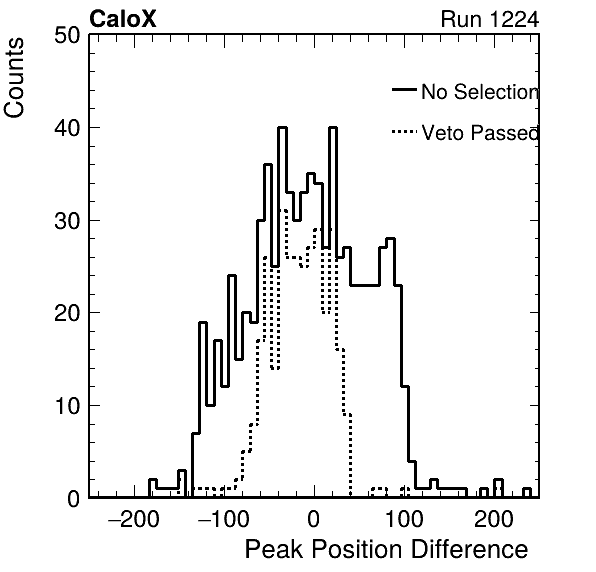 CaloX Run 1224
Counts
50
40
30
20
10
0
No Selection
Veto Passed
−200 −100 0 100 200
Peak Position Difference